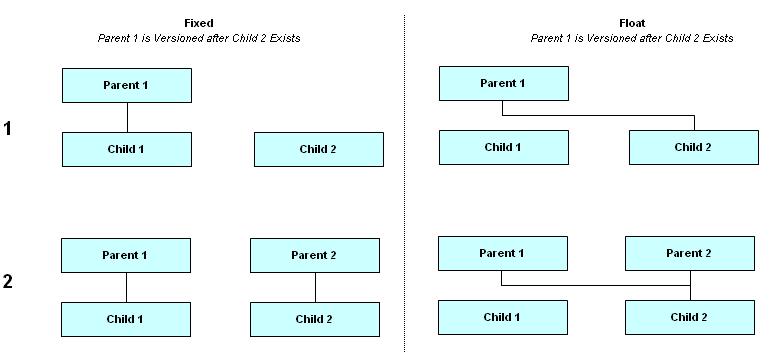 Fixed
Parent 1 is Versioned after Child 2 Exists
Float
Parent 1 is Versioned after Child 2 Exists
1
Parent 1
Child 1
Child 2
Parent 1
Child 1
Child 2
2
Parent 1
Parent 2
Child 1
Child 2
Parent 1
Parent 2
Child 1
Child 2